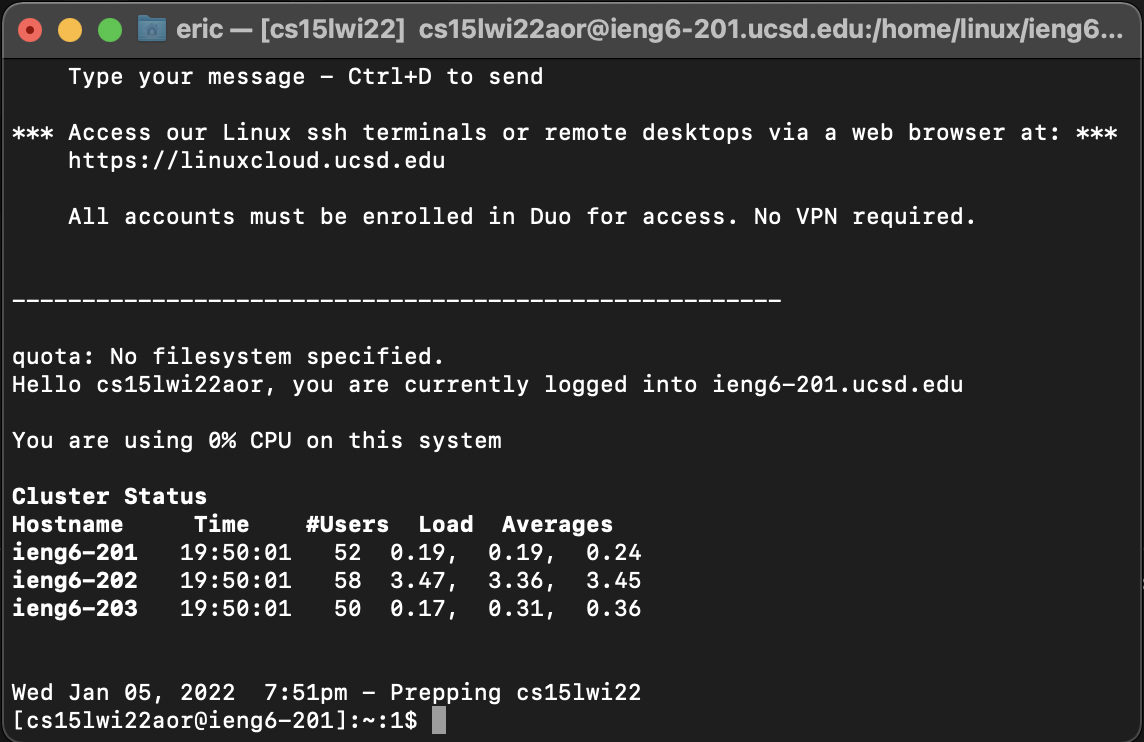 eric — [cs15lwi22] cs15lwi22aor@ieng6-201.ucsd.edu:/home/linux/ieng6...
Type your message - Ctrl+D to send
*** Access our Linux ssh terminals or remote desktops via a web browser at: ***
https://linuxcloud.ucsd.edu
All accounts must be enrolled in Duo for access. No VPN required.
-------------------------------------------------------
quota: No filesystem specified.
Hello cs15lwi22aor, you are currently logged into ieng6-201.ucsd.edu
You are using 0% CPU on this system
Cluster Status
Hostname     Time    #Users  Load  Averages
ieng6-201   19:50:01   52  0.19,  0.19,  0.24
ieng6-202   19:50:01   58  3.47,  3.36,  3.45
ieng6-203   19:50:01   50  0.17,  0.31,  0.36
Wed Jan 05, 2022  7:51pm - Prepping cs15lwi22
[cs15lwi22aor@ieng6-201]:~:1$